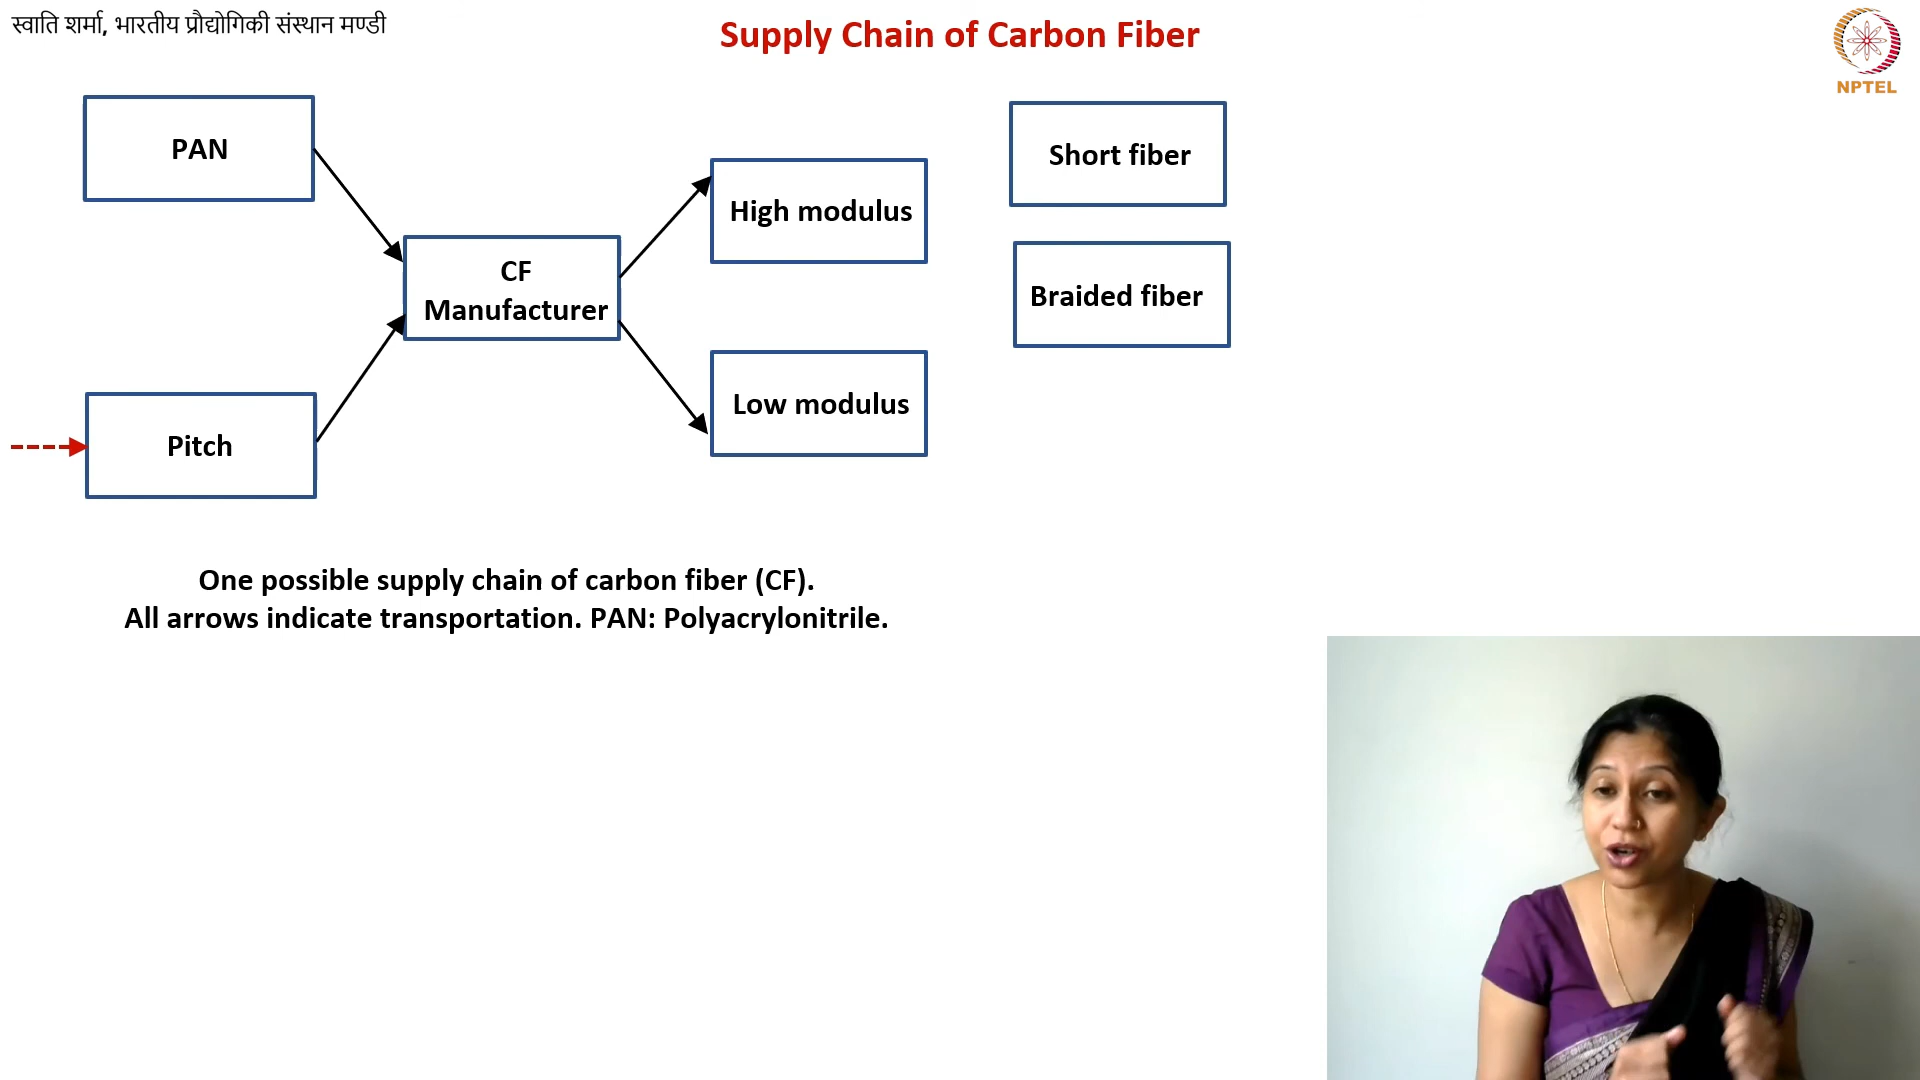 स्वाति शर्मा, भारतीय प्रौद्योगिकी संस्थान मण्डी
Supply Chain of Carbon Fiber
NPTEL
PAN
Short fiber
High modulus
CF
Manufacturer
Braided fiber
Low modulus
Pitch
One possible supply chain of carbon fiber (CF).
All arrows indicate transportation. PAN: Polyacrylonitrile.